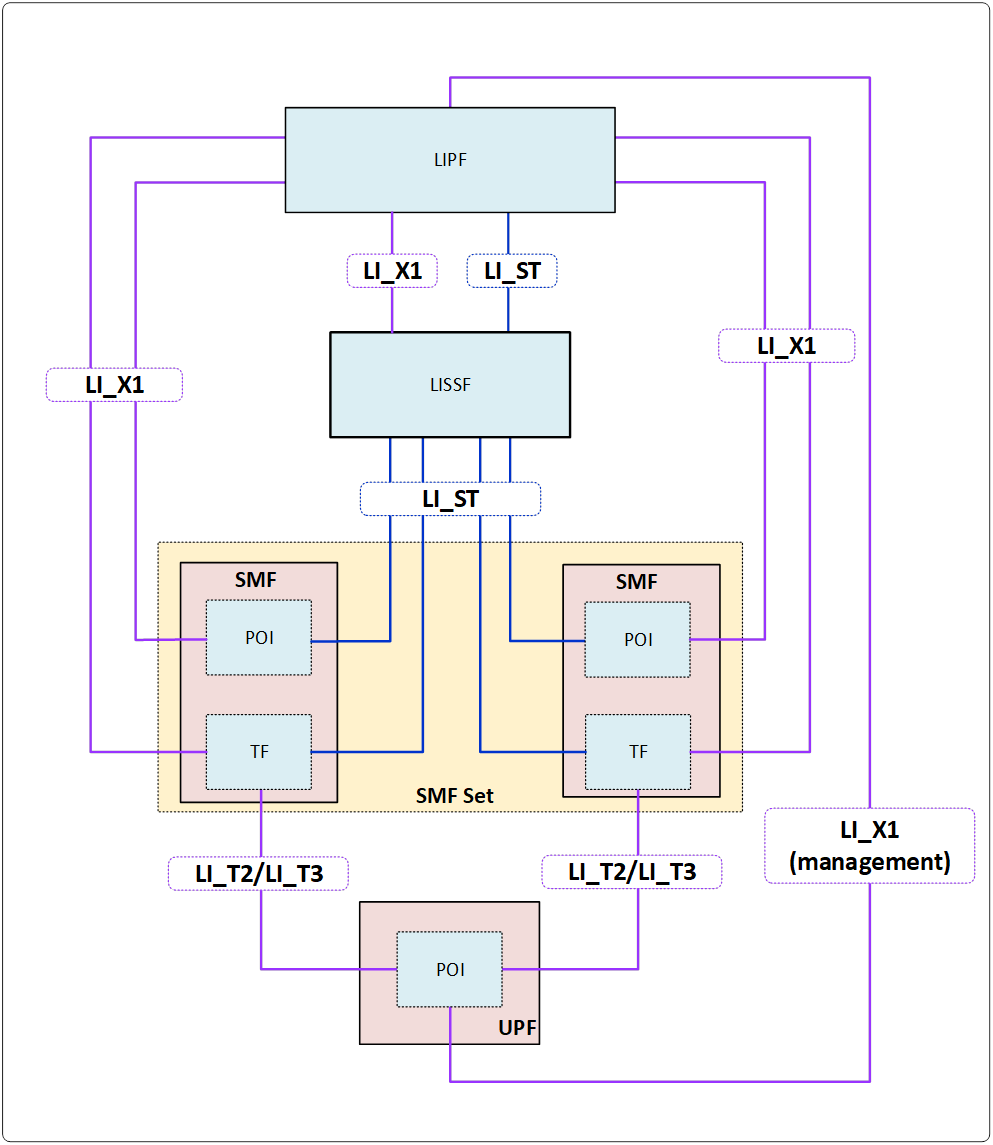 LIPF
LI_X1
LI_ST
LI_X1
LI_X1
LISSF
LI_ST
SMF
SMF
POI
POI
TF
TF
SMF Set
LI_X1
(management)
LI_T2/LI_T3
LI_T2/LI_T3
POI
UPF